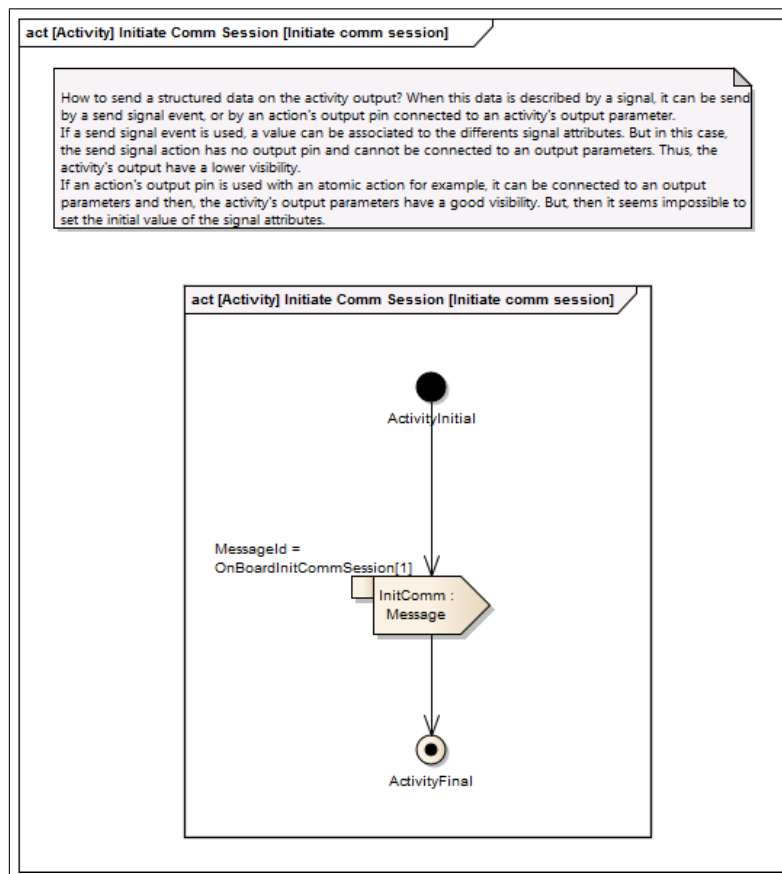 act [Activity] Initiate Comm Session [Initiate comm session]
How to send a structured data on the activity output? When this data is described by a signal, it can be send
by a send signal event, or by an action's output pin connected to an activity's output parameter.
If a send signal event is used, a value can be associated to the differents signal attributes. But in this case,
the send signal action has no output pin and cannot be connected to an output parameters. Thus, the
activity's output have a lower visibility.
If an action's output pin is used with an atomic action for example, it can be connected to an output
parameters and then, the activity's output parameters have a good visibility. But, then it seems impossible to
set the initial value of the signal attributes.
act [Activity] Initiate Comm Session [Initiate comm session]
ActivityInitial
MessageId =
OnBoardInitCommSession[1]
InitComm :
Message
ActivityFinal